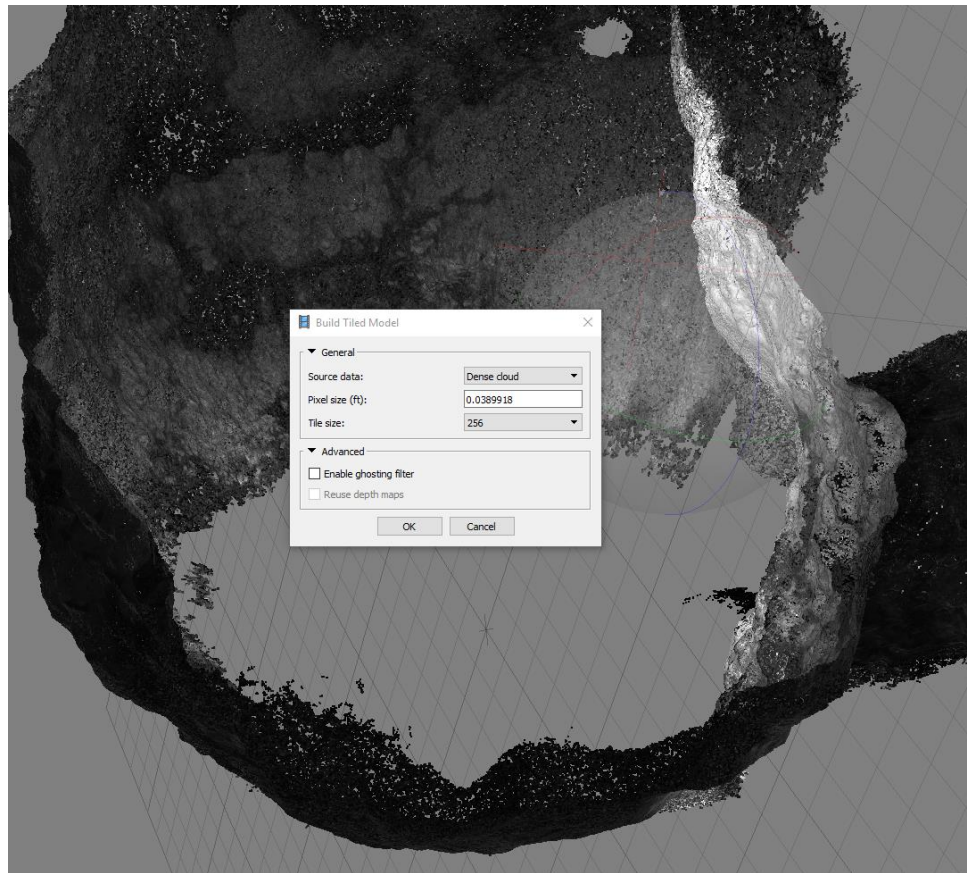 Build Tiled Model
General
Source data: Dense cloud
Pixel size (ft): 0.0389918
Tile size: 256
Advanced
Enable ghosting filter
Reuse depth maps
OK Cancel